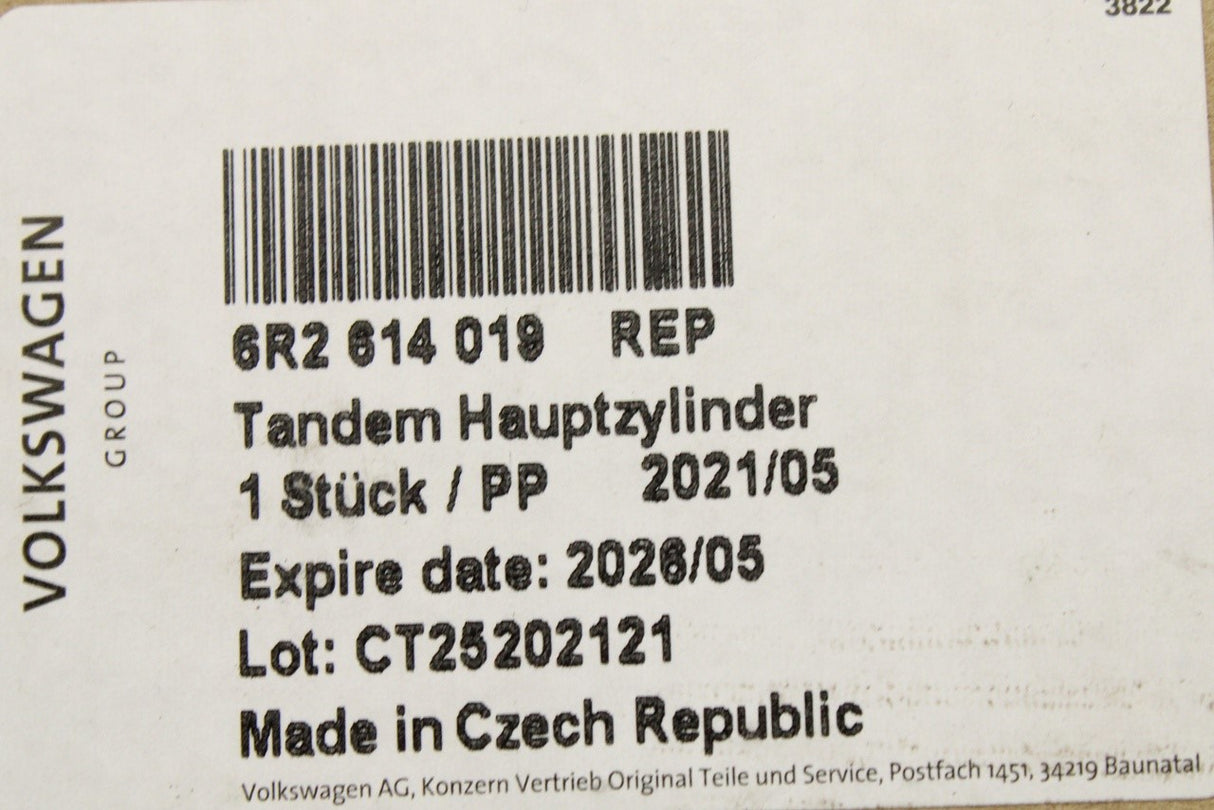 3822
VOLKSWAGEN
GROUP
6R2 614 019 REP
Tandem Hauptzylinder
1 Stück / PP 2021/05
Expire date: 2026/05
Lot: CT25202121
Made in Czech Republic
Volkswagen AG, Konzern Vertrieb Original Teile und Service, Postfach 1451, 34219 Baunatal